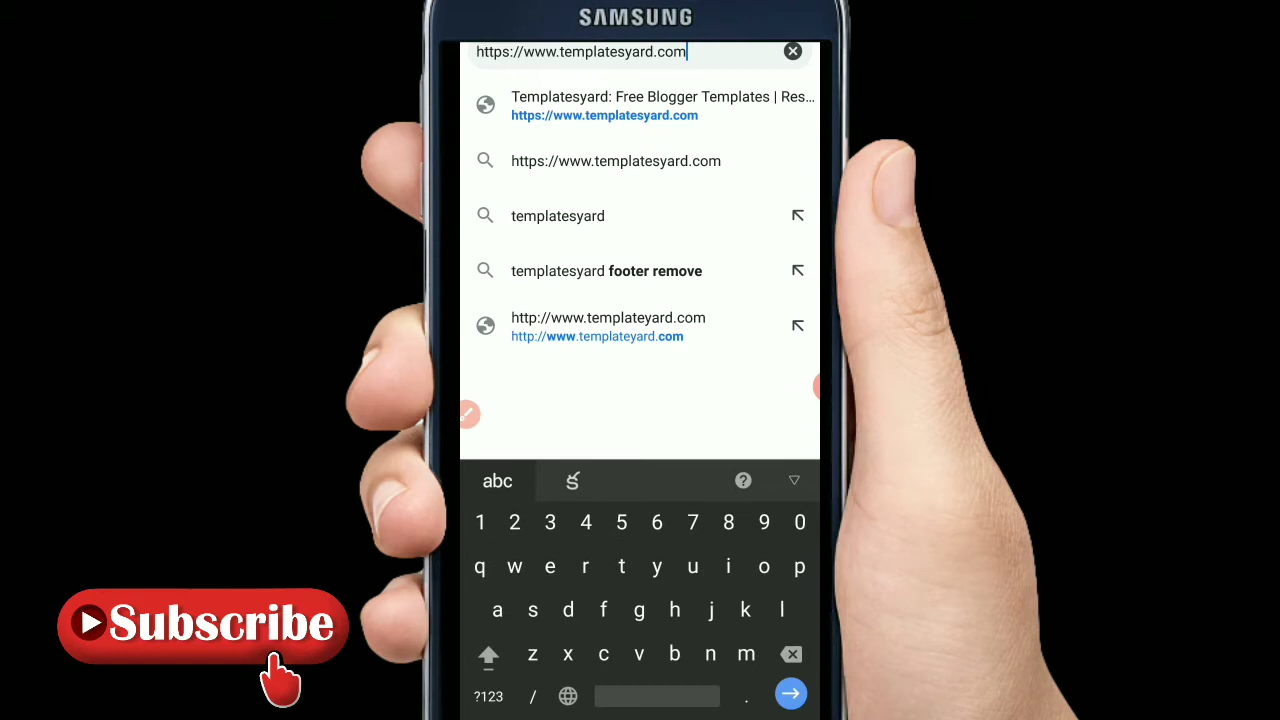 SAMSUNG
https://www.templatesyard.com
Templatesyard: Free Blogger Templates | Res...
https://www.templatesyard.com
https://www.templatesyard.com
templatesyard
templatesyard footer remove
http://www.templateyard.com
http://www.templateyard.com
abc క ?
1 2 3 4 5 6 7 8 9 0
q w e r t y u i o p
a s d f g h j k l
z x c v b n m
?123 / .
Subscribe